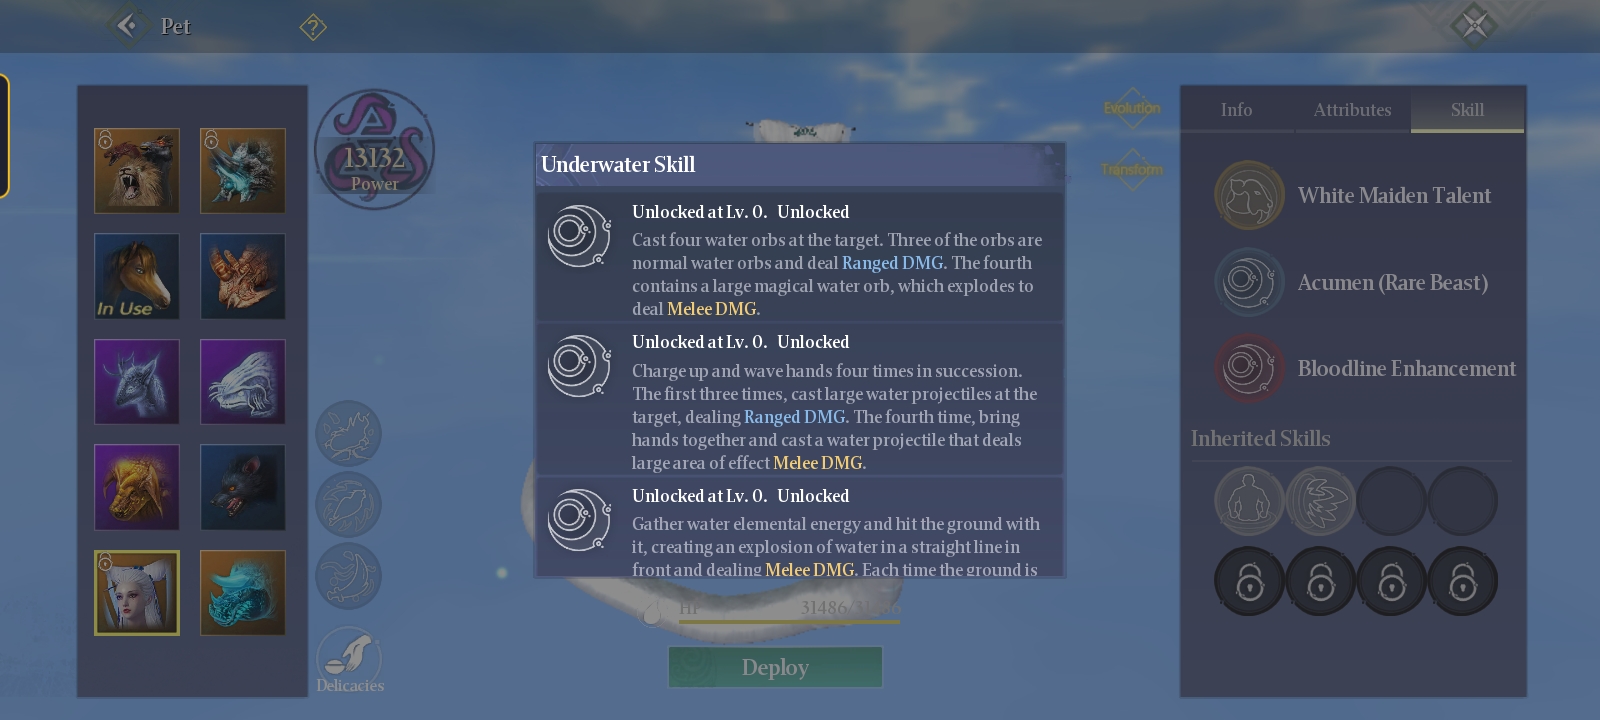 Pet
?
13132
Power
In Use
Delicacies
Evolution
Transform
Underwater Skill
Unlocked at Lv. 0. Unlocked
Cast four water orbs at the target. Three of the orbs are
normal water orbs and deal Ranged DMG. The fourth
contains a large magical water orb, which explodes to
deal Melee DMG.
Unlocked at Lv. 0. Unlocked
Charge up and wave hands four times in succession.
The first three times, cast large water projectiles at the
target, dealing Ranged DMG. The fourth time, bring
hands together and cast a water projectile that deals
large area of effect Melee DMG.
Unlocked at Lv. 0. Unlocked
Gather water elemental energy and hit the ground with
it, creating an explosion of water in a straight line in
front and dealing Melee DMG. Each time the ground is
HP
Deploy
Info
Attributes
Skill
White Maiden Talent
Acumen (Rare Beast)
Bloodline Enhancement
Inherited Skills